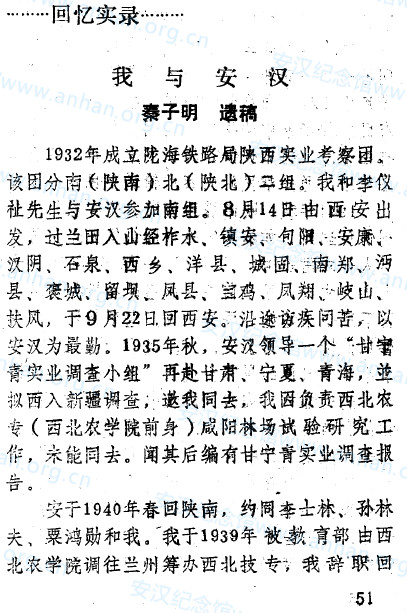 回忆实录
我与安汉
秦子明 遗稿
1932年成立陇海铁路局陕西实业考察团。
该团分南(陕南)北(陕北)二组。我和李仪
祉先生与安汉参加南组。8月14日由西安出
发，过兰田入山经柞水、镇安、旬阳、安康、
汉阴、石泉、西乡、洋县、城固、南郑、沔
县、褒城、留坝、凤县、宝鸡、凤翔、岐山、
扶风，于9月22日回西安。沿途访疾问苦，以
安汉为最勤。1935年秋，安汉领导一个“甘宁
青实业调查小组”再赴甘肃、宁夏、青海，并
拟西入新疆调查，邀我同去，我因负责西北农
专(西北农学院前身)咸阳林场试验研究工
作，未能同去。闻其后编有甘宁青实业调查报
告。
安于1940年春回陕南，约同李士林、孙林
夫、粟鸿勋和我。我于1939年被教育部由西
北农学院调往兰州筹办西北技专，我辞职回
51
安汉纪念馆
www.anhan.org.cn